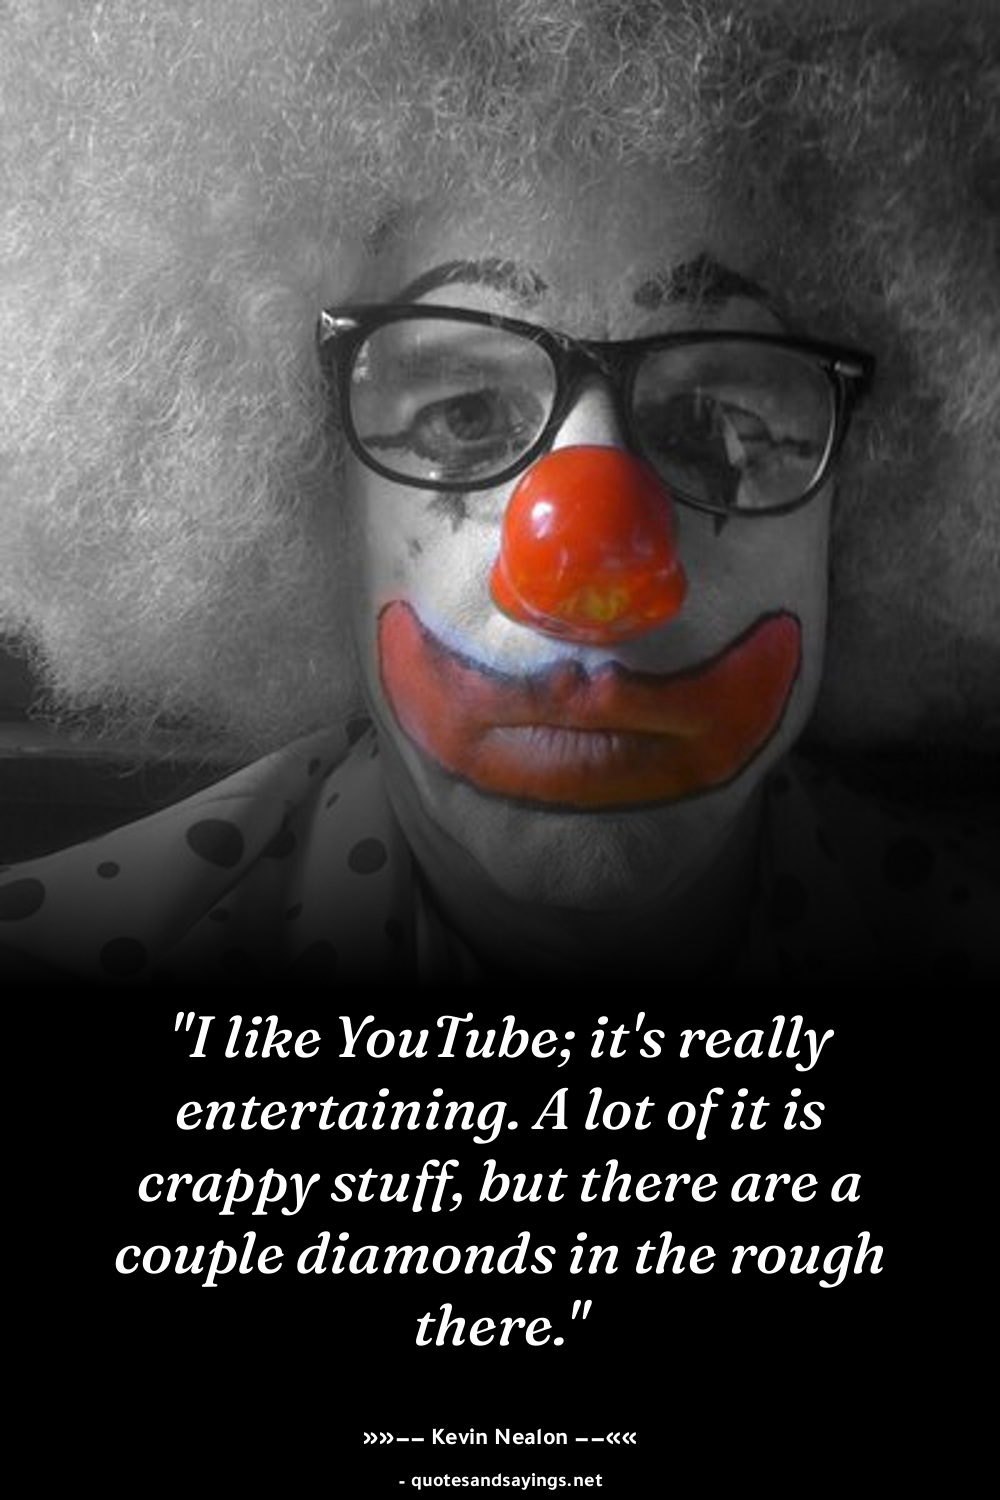 "I like YouTube; it's really
entertaining. A lot of it is
crappy stuff, but there are a
couple diamonds in the rough
there."
»»–– Kevin Nealon ––««
- quotesandsayings.net